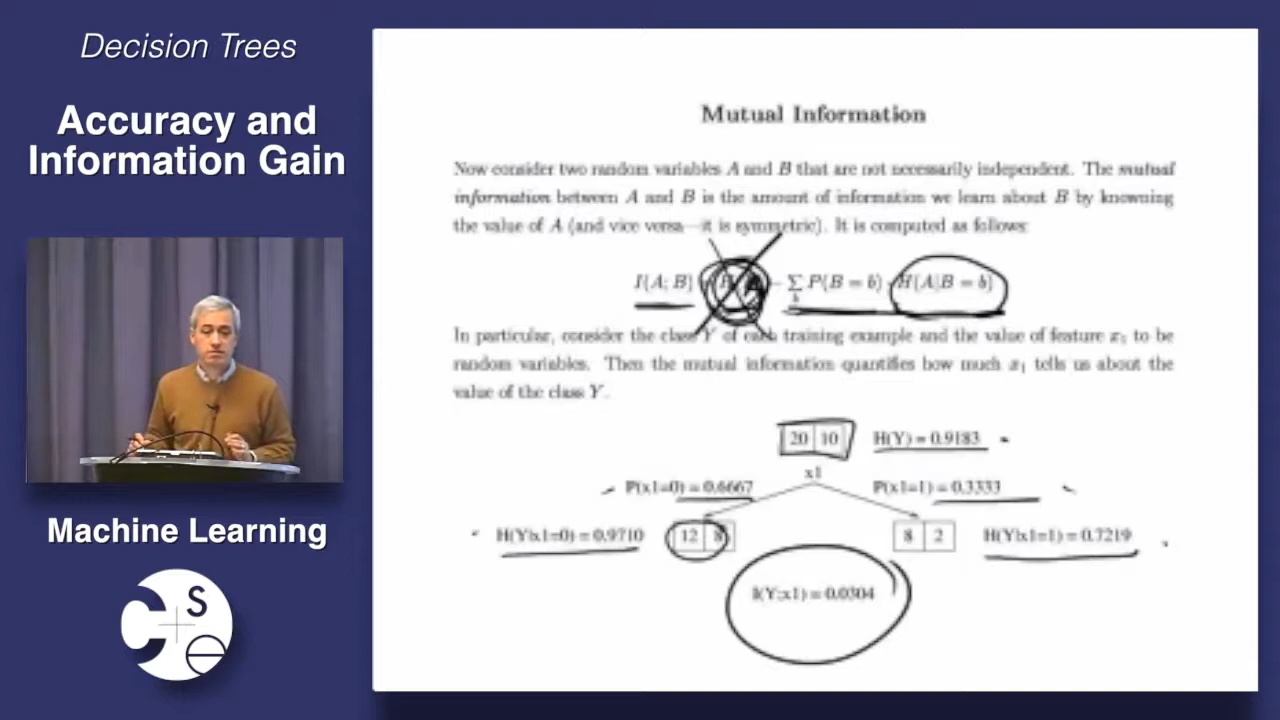 Decision Trees
Accuracy and
Information Gain
Machine Learning
CSE
Mutual Information
Now consider two random variables A and B that are not necessarily independent. The mutual
information between A and B is the amount of information we learn about B by knowing
the value of A (and vice versa—it is symmetric). It is computed as follows:
I(A; B) - ∑ P(B = b) · H(A|B = b)
b
In particular, consider the class Y of each training example and the value of feature x₁ to be
random variables. Then the mutual information quantifies how much x₁ tells us about the
value of the class Y.
20 10 H(Y) = 0.9183
x1
P(x1=0) = 0.6667 P(x1=1) = 0.3333
H(Y|x1=0) = 0.9710 12 8 8 2 H(Y|x1=1) = 0.7219
I(Y;x1) = 0.0304